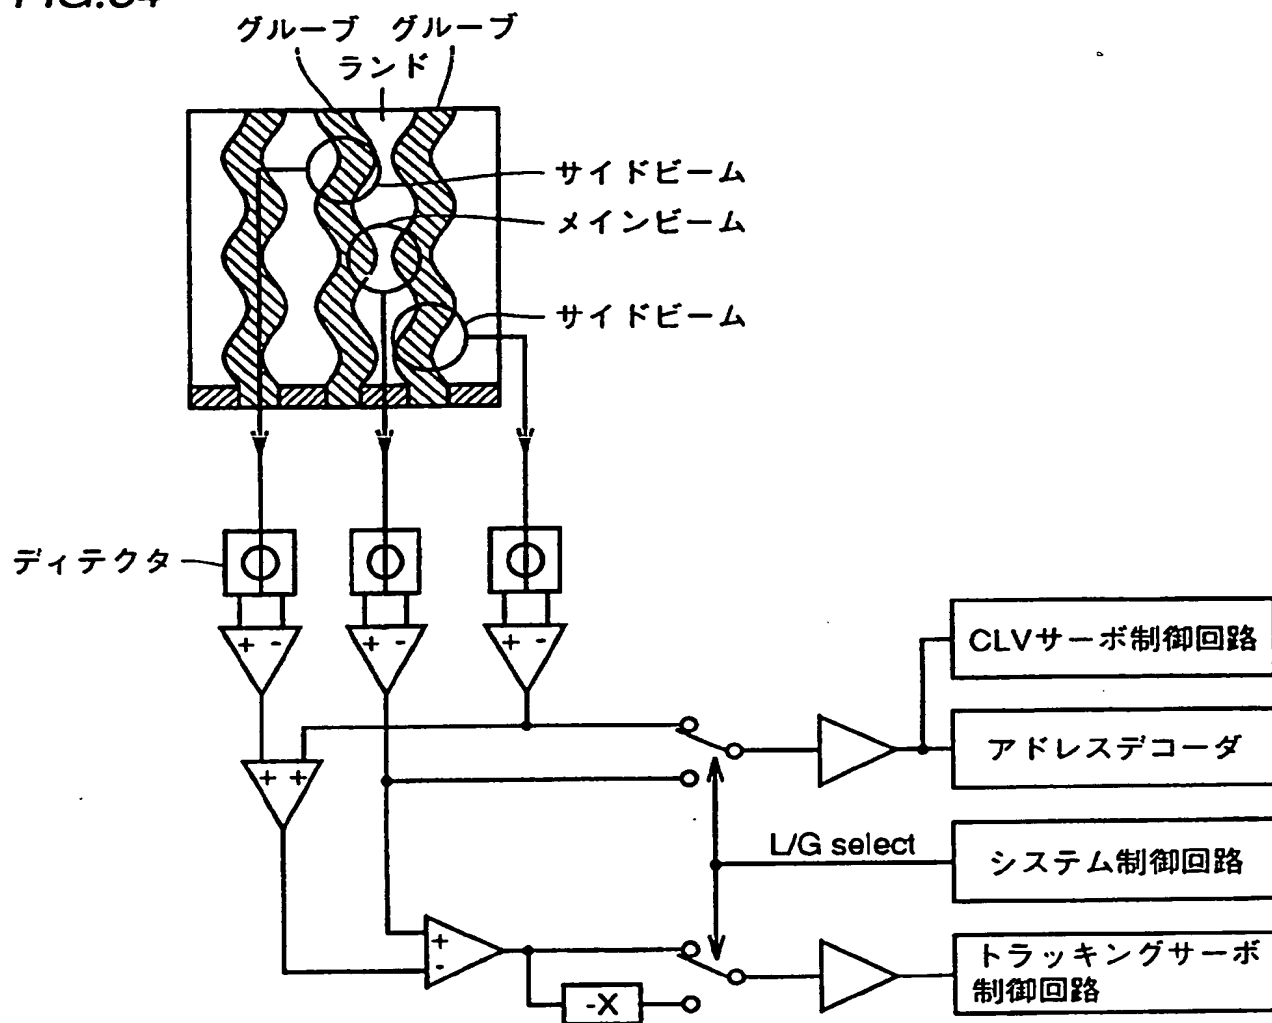 グルーブ グルーブ
ランド
サイドビーム
メインビーム
サイドビーム
ディテクタ
+ -
+ -
+ -
CLVサーボ制御回路
アドレスデコーダ
+ +
L/G select
システム制御回路
+
-
トラッキングサーボ
制御回路
-X